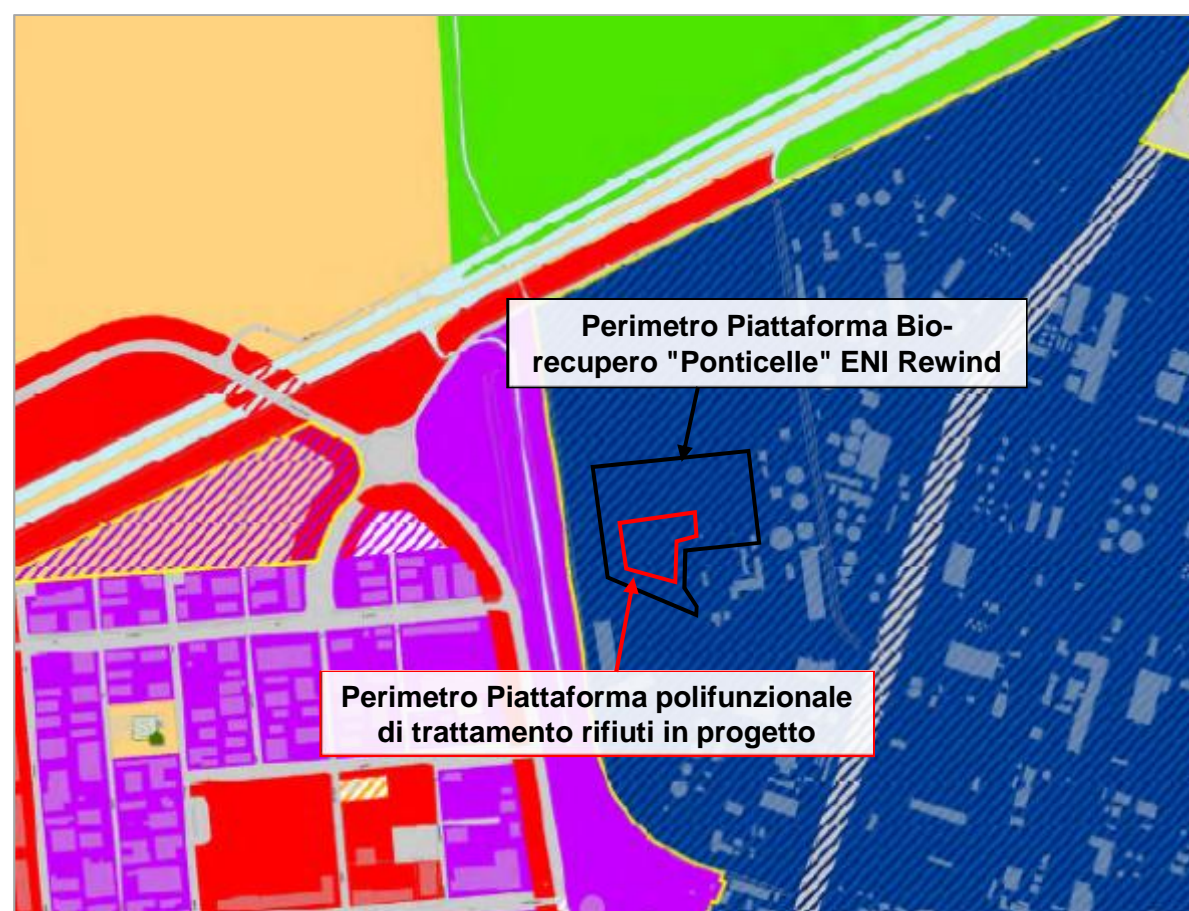 Perimetro Piattaforma Bio-
recupero "Ponticelle" ENI Rewind
Perimetro Piattaforma polifunzionale
di trattamento rifiuti in progetto